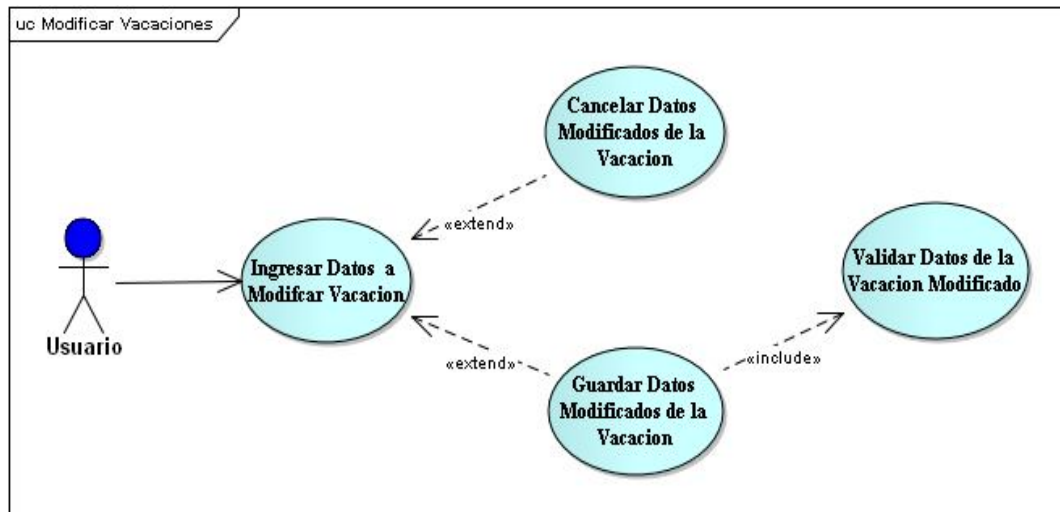 uc Modificar Vacaciones
Cancelar Datos
Modificados de la
Vacacion
«extend»
Ingresar Datos a
Modifcar Vacacion
Validar Datos de la
Vacacion Modificado
Usuario
«extend»
«include»
Guardar Datos
Modificados de la
Vacacion